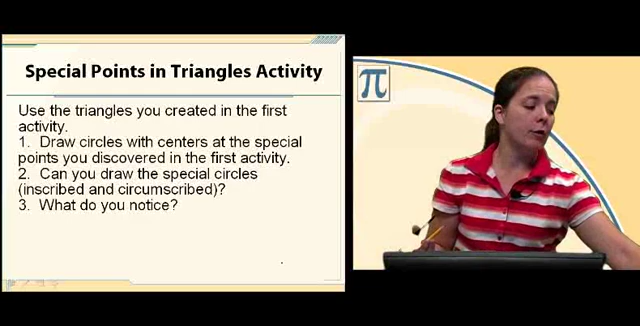 Special Points in Triangles Activity
Use the triangles you created in the first
activity.
1. Draw circles with centers at the special
points you discovered in the first activity.
2. Can you draw the special circles
(inscribed and circumscribed)?
3. What do you notice?
π